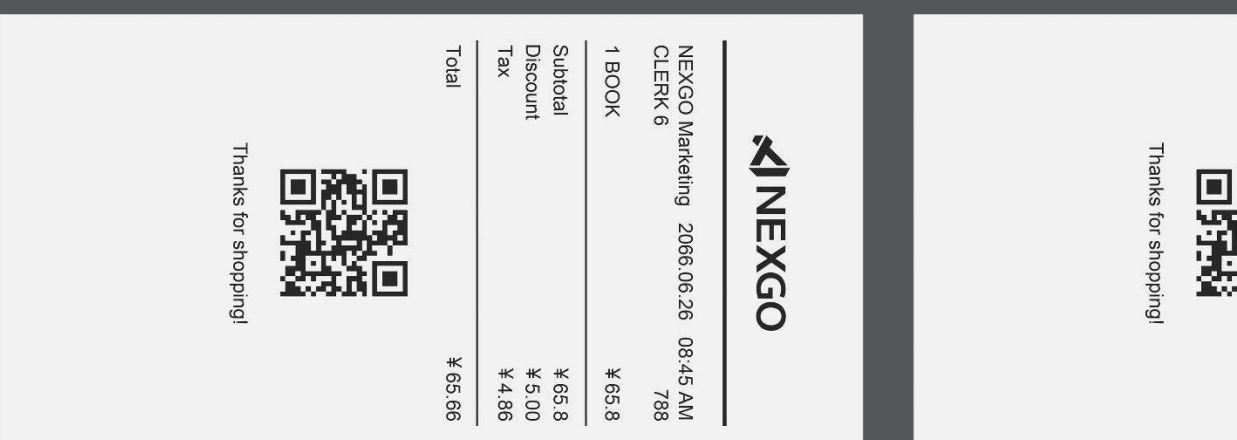 NEXGO
NEXGO Marketing 2066.06.26 08:45 AM
CLERK 6 788
1 BOOK ¥65.8
Subtotal ¥65.8
Discount ¥5.00
Tax ¥4.86
Total ¥65.66
Thanks for shopping!
Thanks for shopping!